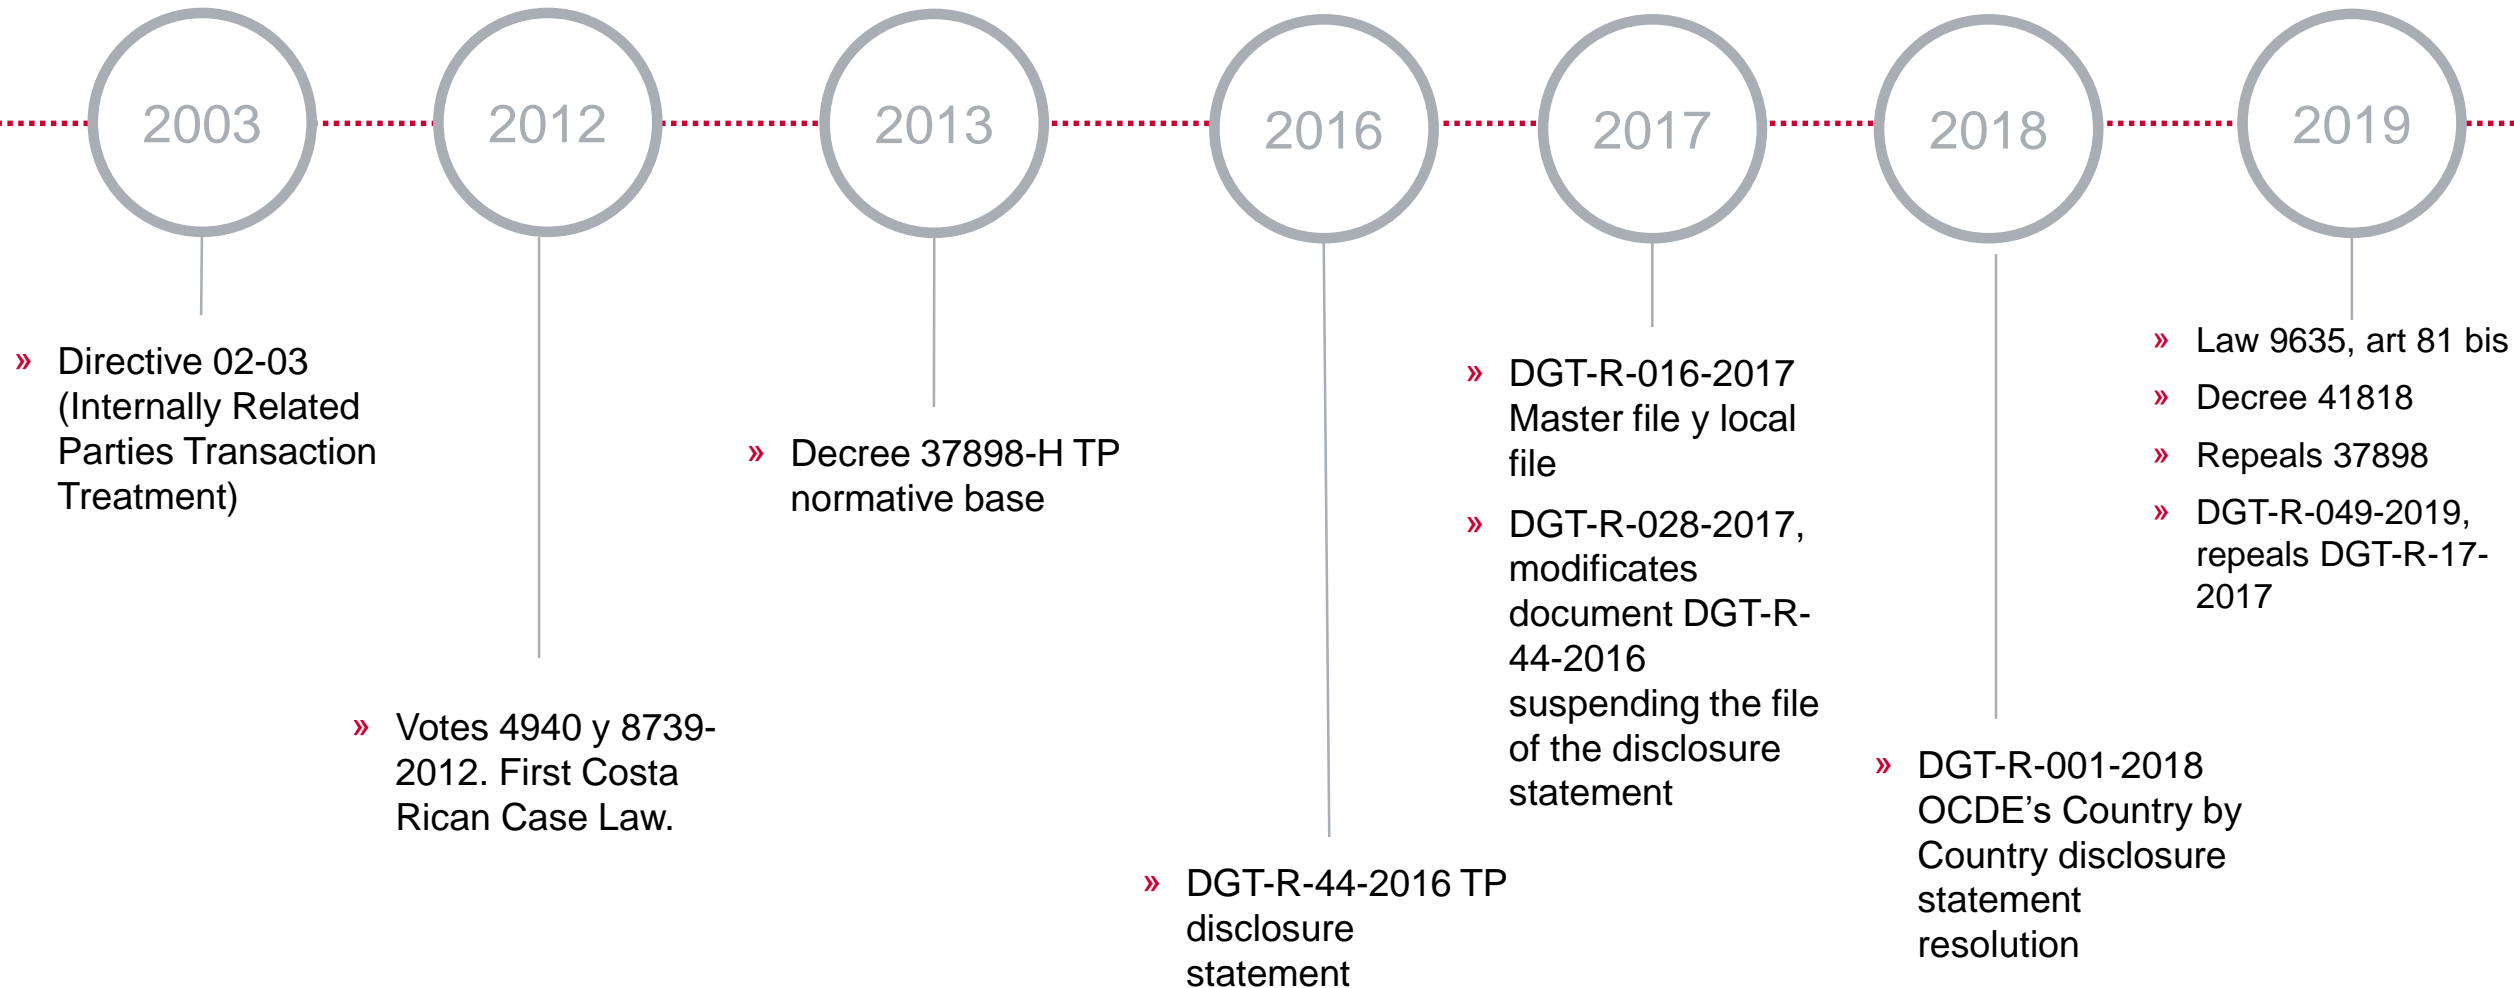 2003
2012
2013
2016
2017
2018
2019
» Directive 02-03
(Internally Related
Parties Transaction
Treatment)
» Votes 4940 y 8739-
2012. First Costa
Rican Case Law.
» Decree 37898-H TP
normative base
» DGT-R-44-2016 TP
disclosure
statement
» DGT-R-016-2017
Master file y local
file
» DGT-R-028-2017,
modificates
document DGT-R-
44-2016
suspending the file
of the disclosure
statement
» DGT-R-001-2018
OCDE’s Country by
Country disclosure
statement
resolution
» Law 9635, art 81 bis
» Decree 41818
» Repeals 37898
» DGT-R-049-2019,
repeals DGT-R-17-
2017